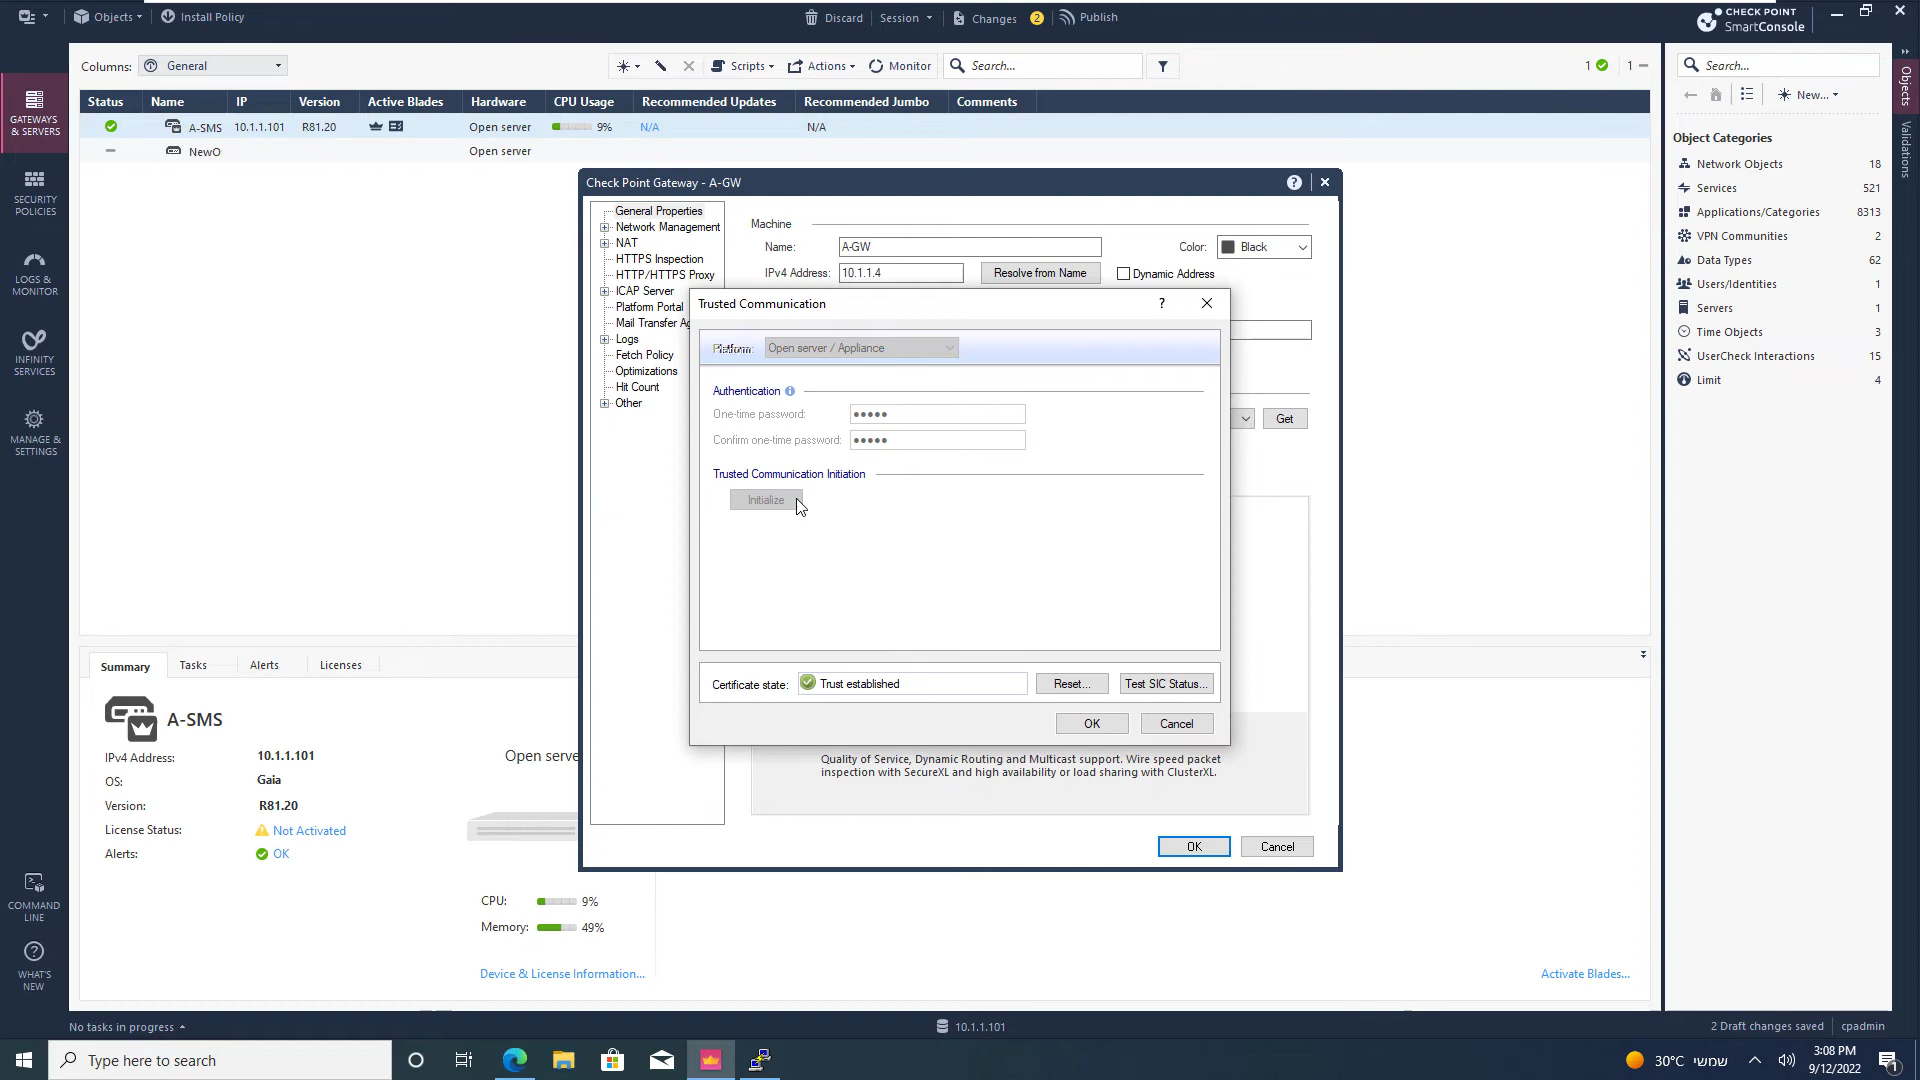 Objects
Install Policy
Discard
Session
Changes
2
Publish
CHECK POINT
SmartConsole
GATEWAYS
& SERVERS
SECURITY
POLICIES
LOGS &
MONITOR
INFINITY
SERVICES
MANAGE &
SETTINGS
COMMAND
LINE
WHAT'S
NEW
Columns:
General
Scripts
Actions
Monitor
Search...
1
1
Status
Name
IP
Version
Active Blades
Hardware
CPU Usage
Recommended Updates
Recommended Jumbo
Comments
A-SMS
10.1.1.101
R81.20
Open server
9%
N/A
N/A
NewO
Open server
Check Point Gateway - A-GW
General Properties
Network Management
NAT
HTTPS Inspection
HTTP/HTTPS Proxy
ICAP Server
Platform Portal
Mail Transfer Ag
Logs
Fetch Policy
Optimizations
Hit Count
Other
Machine
Name:
A-GW
Color:
Black
IPv4 Address:
10.1.1.4
Resolve from Name
Dynamic Address
Get
Trusted Communication
?
Platform:
Open server / Appliance
Authentication
One-time password:
•••••
Confirm one-time password:
•••••
Trusted Communication Initiation
Initialize
Certificate state:
Trust established
Reset...
Test SIC Status...
OK
Cancel
Quality of Service, Dynamic Routing and Multicast support. Wire speed packet
inspection with SecureXL and high availability or load sharing with ClusterXL.
OK
Cancel
Summary
Tasks
Alerts
Licenses
A-SMS
IPv4 Address:
10.1.1.101
OS:
Gaia
Version:
R81.20
License Status:
Not Activated
Alerts:
OK
Open serve
CPU:
9%
Memory:
49%
Device & License Information...
Activate Blades...
Search...
New...
Object Categories
Network Objects
18
Services
521
Applications/Categories
8313
VPN Communities
2
Data Types
62
Users/Identities
1
Servers
1
Time Objects
3
UserCheck Interactions
15
Limit
4
Objects
Validations
No tasks in progress
10.1.1.101
2 Draft changes saved
cpadmin
Type here to search
30°C
שמשי
3:08 PM
9/12/2022
1